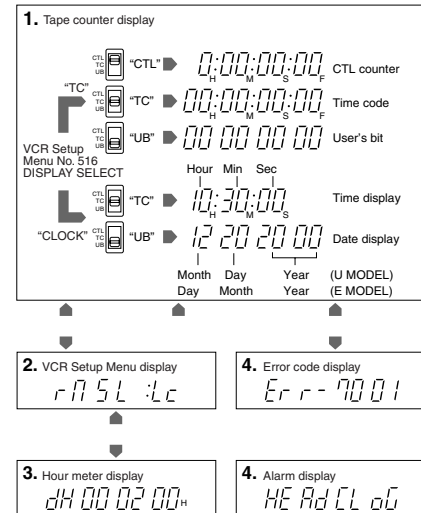 1. Tape counter display
CTL
TC
UB
“CTL”
0:00:00:00
H M S F
CTL counter
“TC”
CTL
TC
UB
“TC”
00:00:00:00
H M S F
Time code
CTL
TC
UB
“UB”
00 00 00 00
User's bit
VCR Setup
Menu No. 516
DISPLAY SELECT
Hour Min Sec
CTL
TC
UB
“TC”
10:30:00
H M S
Time display
“CLOCK”
CTL
TC
UB
“UB”
12 20 20 00
Date display
Month Day Year (U MODEL)
Day Month Year (E MODEL)
2. VCR Setup Menu display
rM SL :Lc
4. Error code display
Err-7001
3. Hour meter display
dH 00 02 00 H
4. Alarm display
HEAd CLoG